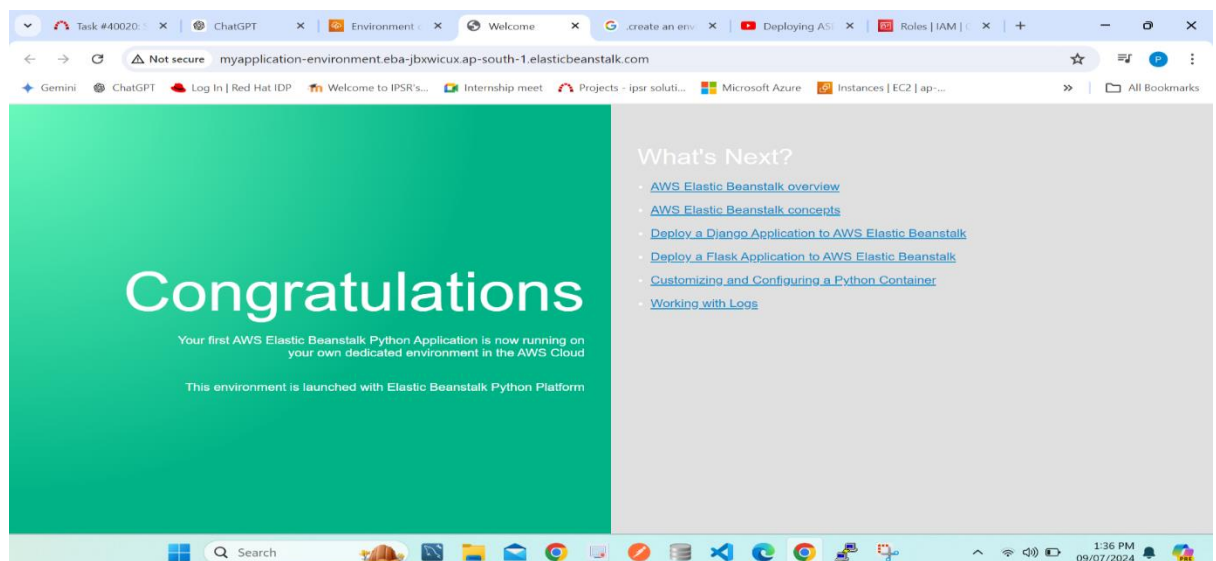 Task #40020: S
ChatGPT
Environment o
Welcome
.create an env
Deploying AS
Roles | IAM |
Not secure myapplication-environment.eba-jbxwicux.ap-south-1.elasticbeanstalk.com
P
Gemini ChatGPT Log In | Red Hat IDP Welcome to IPSR's... Internship meet Projects - ipsr soluti... Microsoft Azure Instances | EC2 | ap-... » All Bookmarks
Congratulations
Your first AWS Elastic Beanstalk Python Application is now running on
your own dedicated environment in the AWS Cloud
This environment is launched with Elastic Beanstalk Python Platform
What's Next?
AWS Elastic Beanstalk overview
AWS Elastic Beanstalk concepts
Deploy a Django Application to AWS Elastic Beanstalk
Deploy a Flask Application to AWS Elastic Beanstalk
Customizing and Configuring a Python Container
Working with Logs
Search
1:36 PM
09/07/2024
PRE